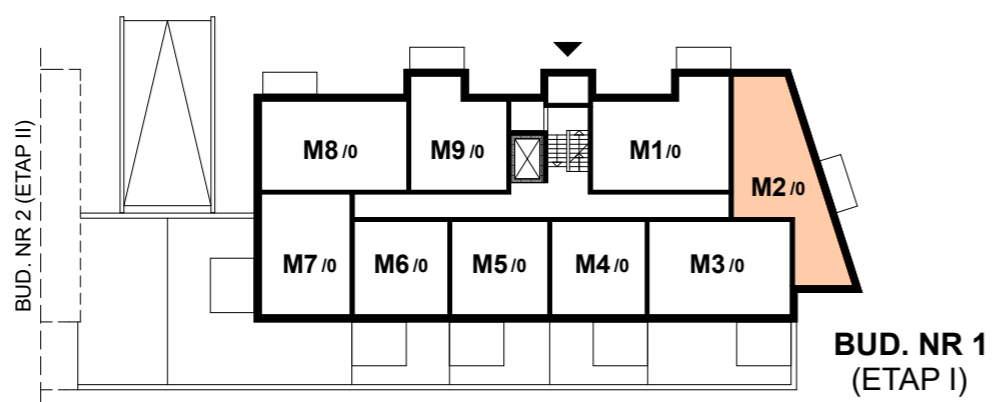 BUD. NR 2 (ETAP II)
M8 /0
M9 /0
M1 /0
M2 /0
M7 /0
M6 /0
M5 /0
M4 /0
M3 /0
BUD. NR 1
(ETAP I)